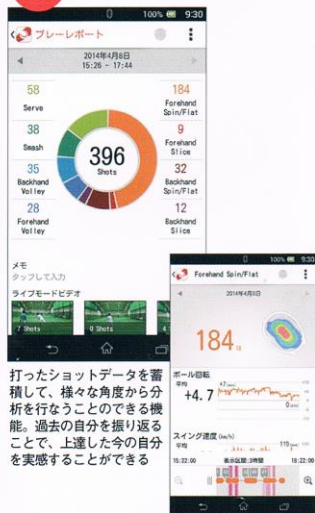 100% 9:30
プレーレポート
2014年4月8日
15:26 - 17:44
58
Serve
38
Smash
35
Backhand
Volley
28
Forehand
Volley
396
Shots
184
Forehand
Spin/Flat
9
Forehand
Slice
32
Backhand
Spin/Flat
12
Backhand
Slice
メモ
タップして入力
ライブモードビデオ
7 Shots
0 Shots
4
打ったショットデータを蓄
積して、様々な角度から分
析を行なうことのできる機
能。過去の自分を振り返る
ことで、上達した今の自分
を実感することができる
100% 9:30
Forehand Spin/Flat
2014年4月8日
184
ボール回転
平均
+4.7
スイング速度 (km/h)
平均
15:22:00
表示区間:3時間
18:22:00